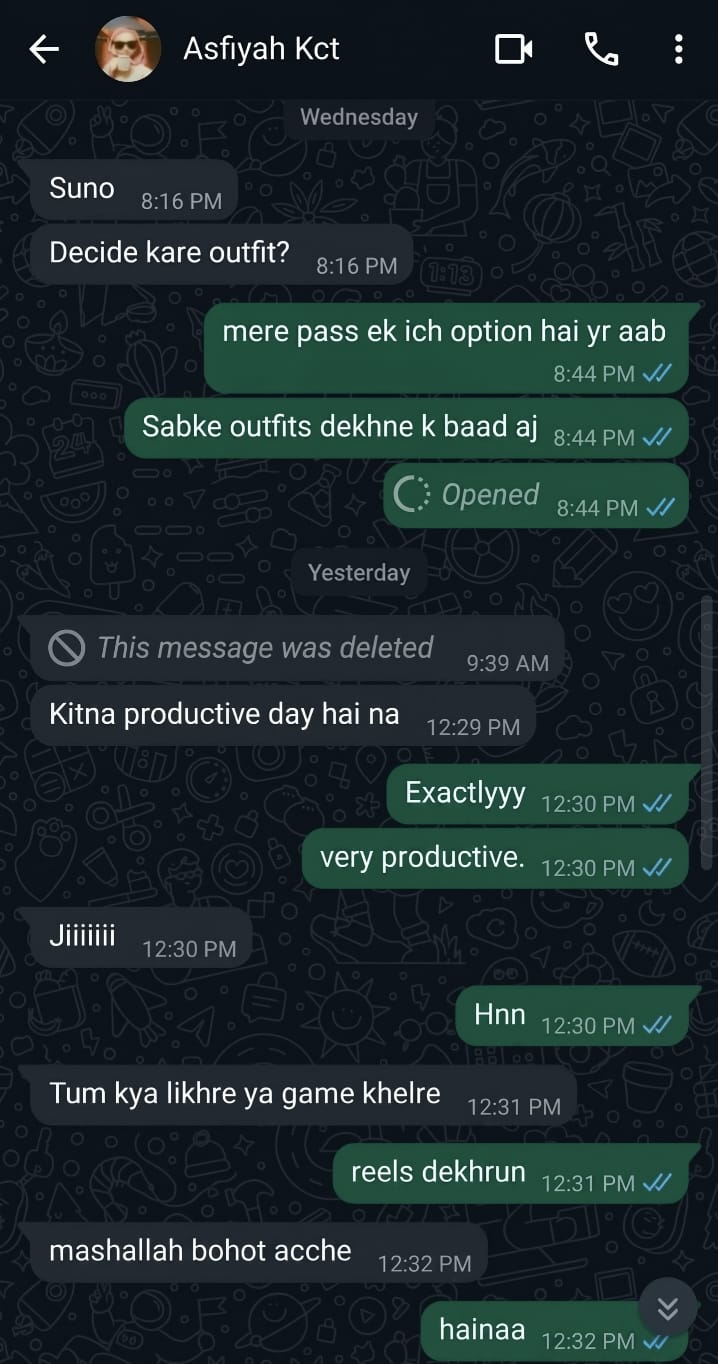 Asfiyah Kct
Wednesday
Suno 8:16 PM
Decide kare outfit? 8:16 PM
mere pass ek ich option hai yr aab
8:44 PM
Sabke outfits dekhne k baad aj 8:44 PM
Opened 8:44 PM
Yesterday
This message was deleted 9:39 AM
Kitna productive day hai na 12:29 PM
Exactlyyy 12:30 PM
very productive. 12:30 PM
Jiiiiiii 12:30 PM
Hnn 12:30 PM
Tum kya likhre ya game khelre 12:31 PM
reels dekhrun 12:31 PM
mashallah bohot acche 12:32 PM
hainaa 12:32 PM